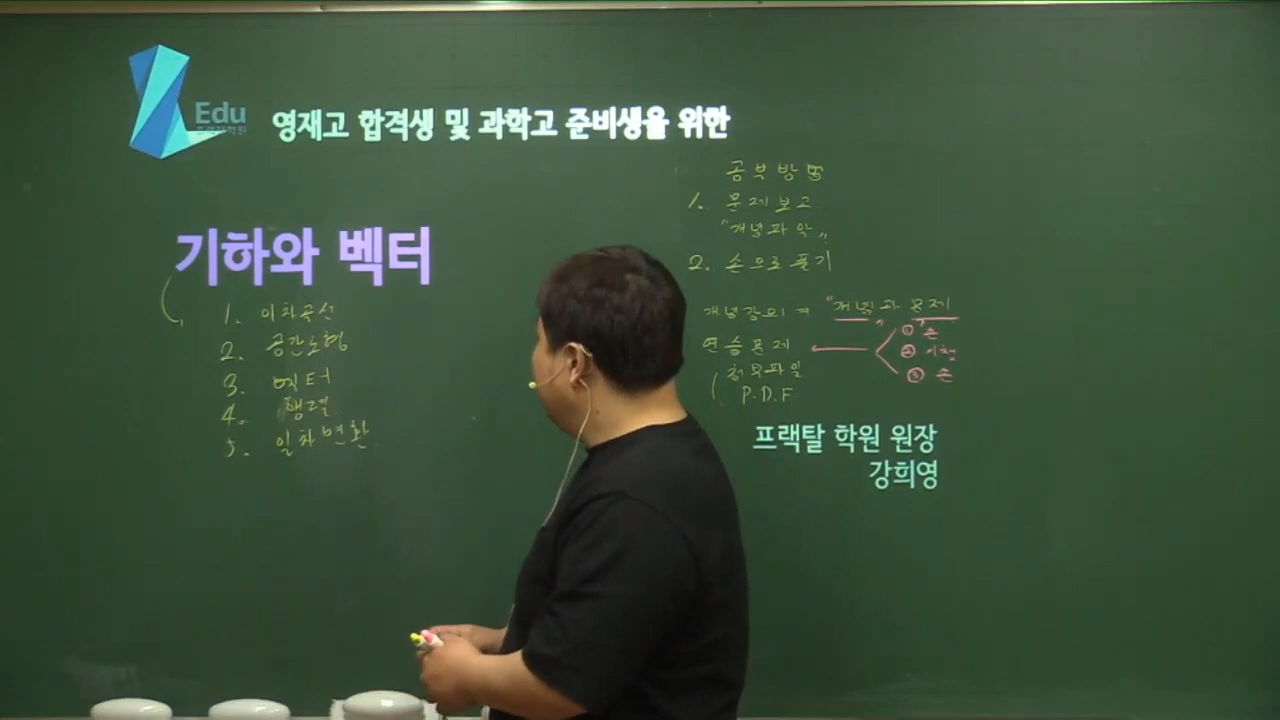 Edu
프랙탈학원
영재고 합격생 및 과학고 준비생을 위한
기하와 벡터
1. 이차곡선
2. 공간도형
3. 벡터
4. 행렬
5. 일차변환
공부방법
1. 문제보고
"개념파악"
2. 손으로 풀기
개념강의 "개념과 문제"
연습문제
① 손
② 시청
③ 손
첨부파일
P.D.F
프랙탈 학원 원장
강희영